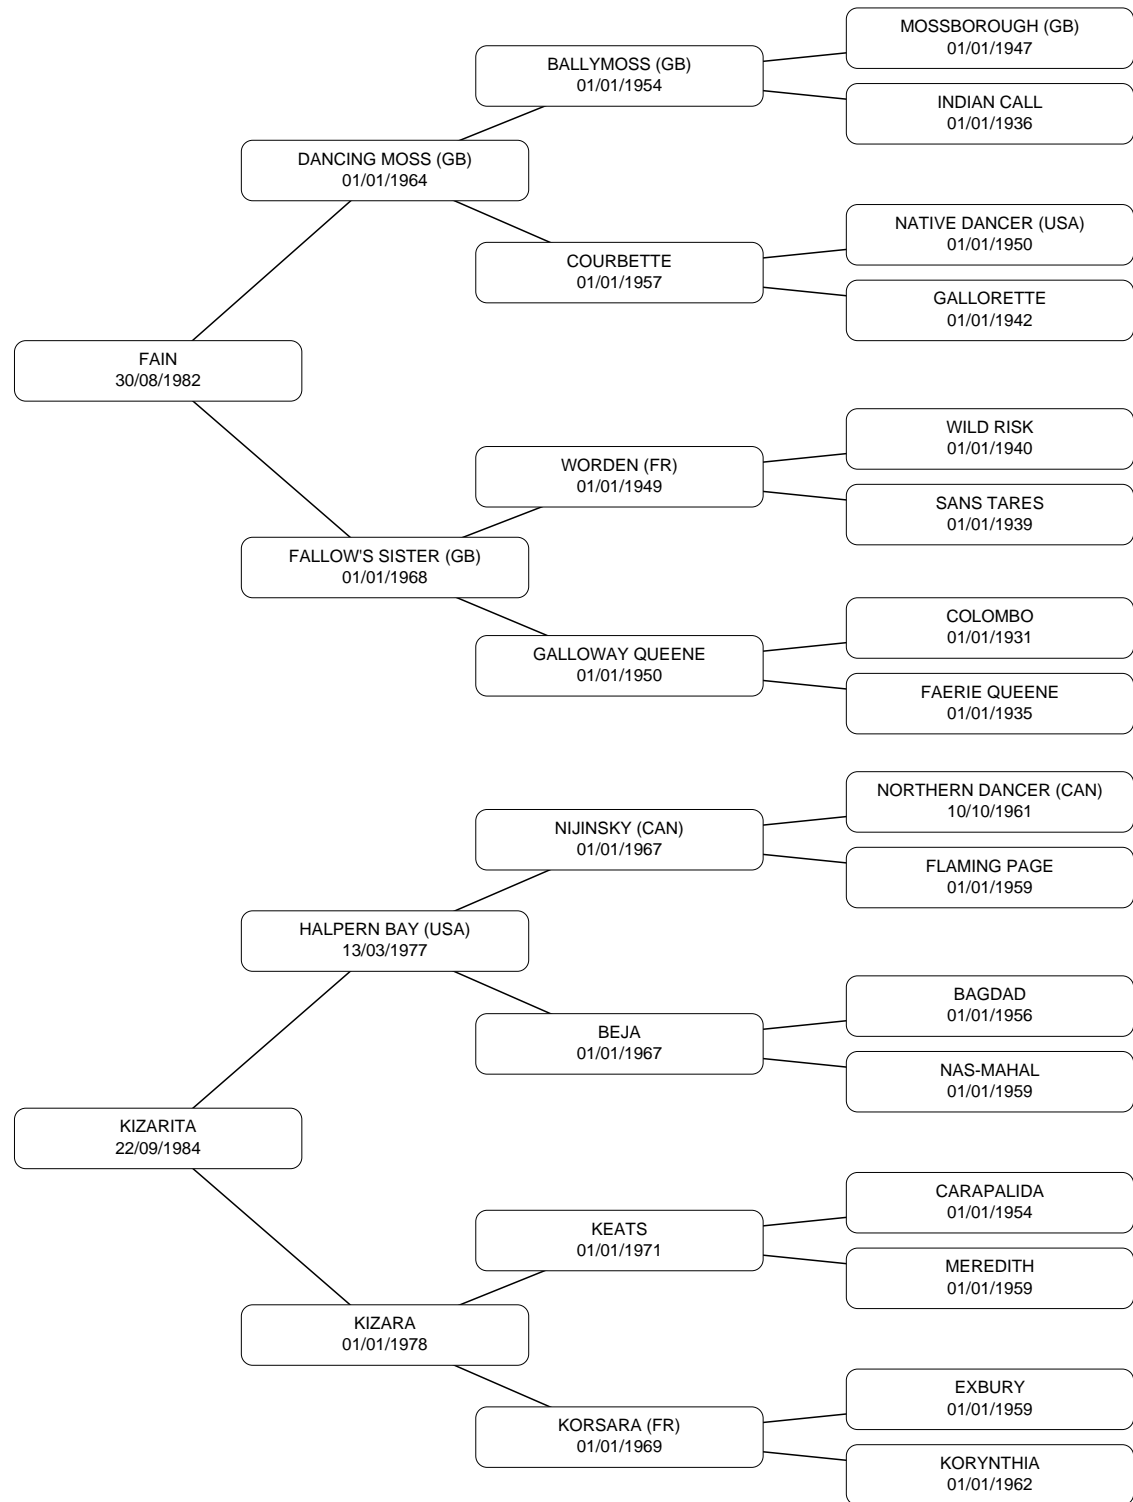 MOSSBOROUGH (GB)
01/01/1947
BALLYMOSS (GB)
01/01/1954
INDIAN CALL
01/01/1936
DANCING MOSS (GB)
01/01/1964
NATIVE DANCER (USA)
01/01/1950
COURBETTE
01/01/1957
GALLORETTE
01/01/1942
FAIN
30/08/1982
WILD RISK
01/01/1940
WORDEN (FR)
01/01/1949
SANS TARES
01/01/1939
FALLOW'S SISTER (GB)
01/01/1968
COLOMBO
01/01/1931
GALLOWAY QUEENE
01/01/1950
FAERIE QUEENE
01/01/1935
NORTHERN DANCER (CAN)
10/10/1961
NIJINSKY (CAN)
01/01/1967
FLAMING PAGE
01/01/1959
HALPERN BAY (USA)
13/03/1977
BAGDAD
01/01/1956
BEJA
01/01/1967
NAS-MAHAL
01/01/1959
KIZARITA
22/09/1984
CARAPALIDA
01/01/1954
KEATS
01/01/1971
MEREDITH
01/01/1959
KIZARA
01/01/1978
EXBURY
01/01/1959
KORSARA (FR)
01/01/1969
KORYNTHIA
01/01/1962